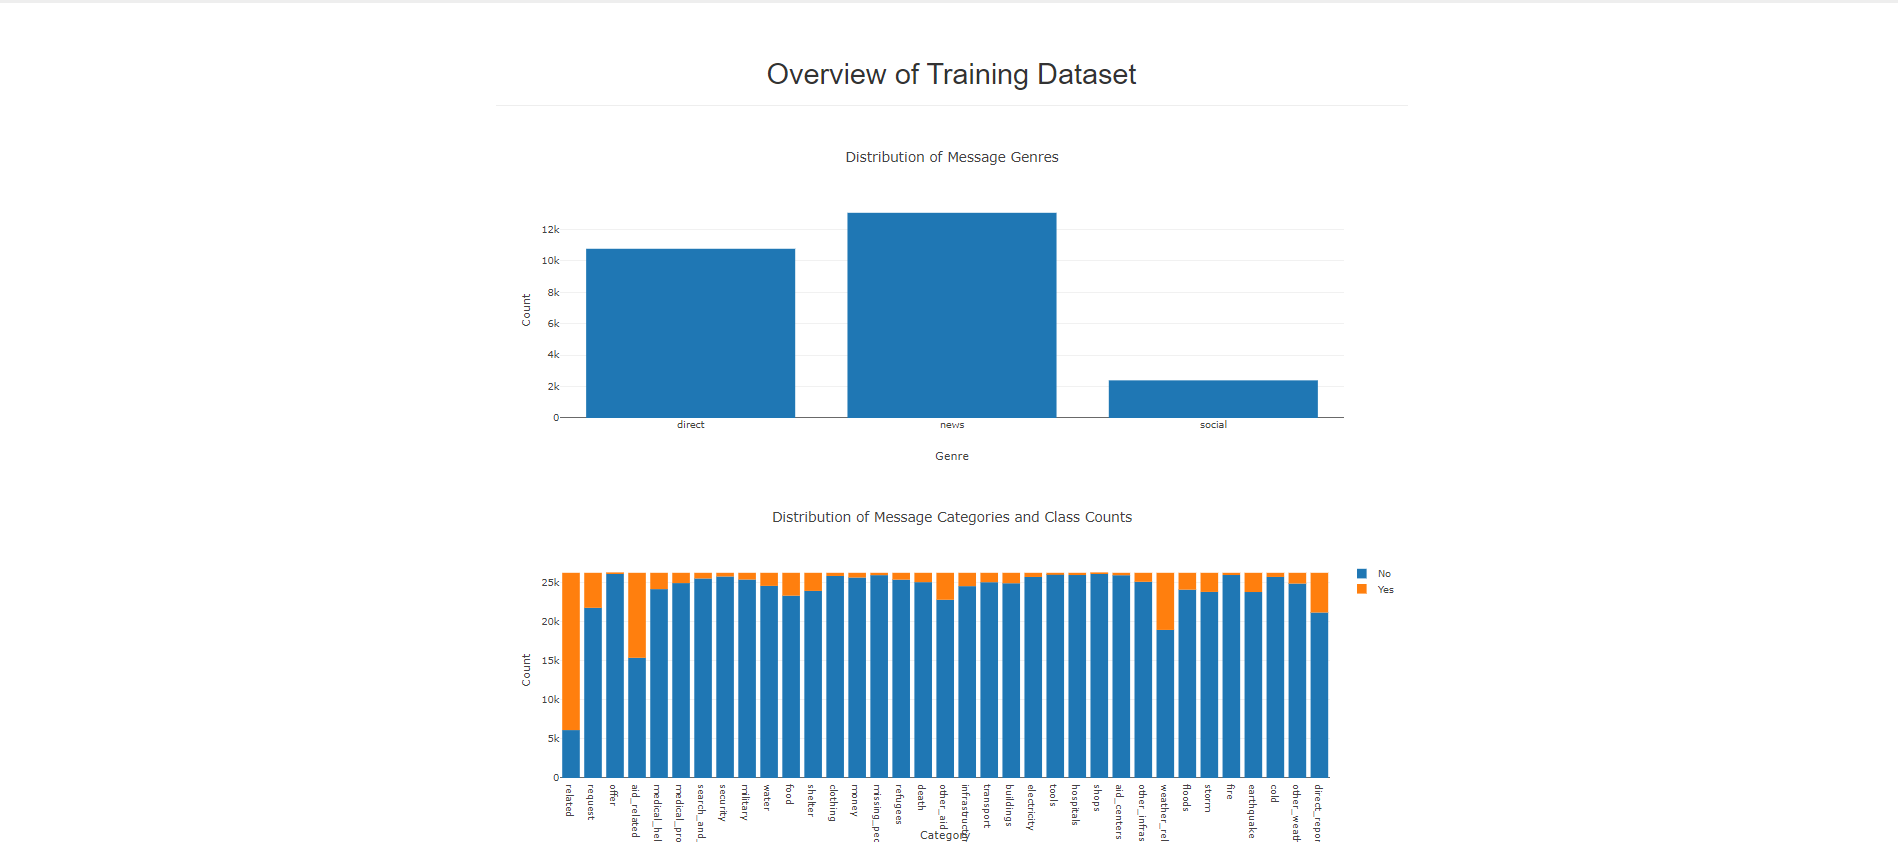 Overview of Training Dataset
Distribution of Message Genres
12k
10k
8k
6k
4k
2k
0
Count
direct news social
Genre
Distribution of Message Categories and Class Counts
No
Yes
25k
20k
15k
10k
5k
0
Count
related
request
offer
aid_related
medical_hel
medical_pro
search_and_
security
military
water
food
shelter
clothing
money
missing_peo
refugees
death
other_aid
infrastructur
transport
buildings
electricity
tools
hospitals
shops
aid_centers
other_infras
weather_rel
floods
storm
fire
earthquake
cold
other_weath
direct_repor
Category